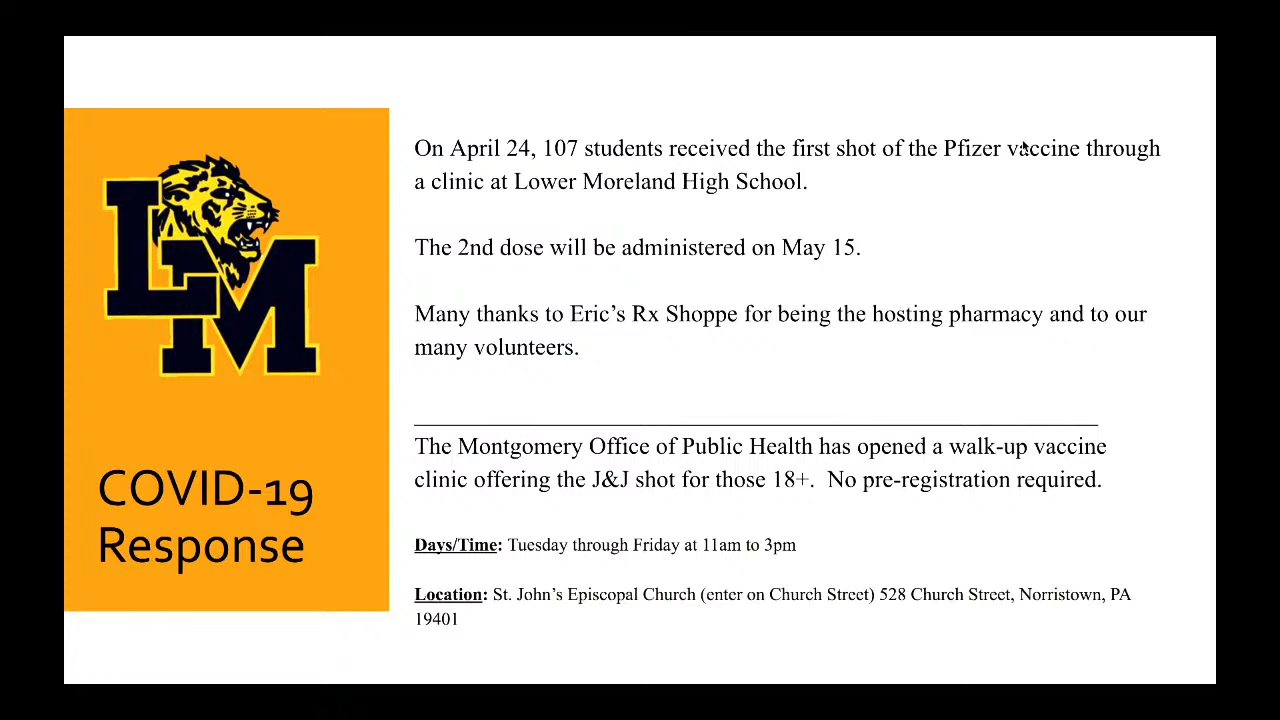 LM
COVID-19
Response
On April 24, 107 students received the first shot of the Pfizer vaccine through
a clinic at Lower Moreland High School.
The 2nd dose will be administered on May 15.
Many thanks to Eric’s Rx Shoppe for being the hosting pharmacy and to our
many volunteers.
The Montgomery Office of Public Health has opened a walk-up vaccine
clinic offering the J&J shot for those 18+.  No pre-registration required.
Days/Time: Tuesday through Friday at 11am to 3pm
Location: St. John’s Episcopal Church (enter on Church Street) 528 Church Street, Norristown, PA
19401